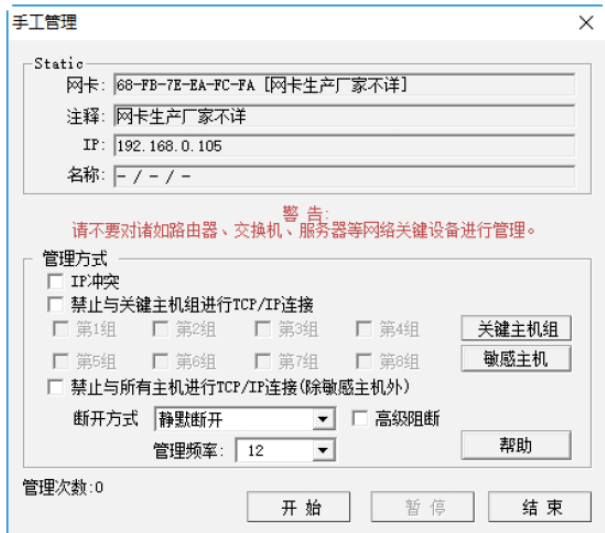 手工管理
Static
网卡: 68-FB-7E-EA-FC-FA [网卡生产厂家不详]
注释: 网卡生产厂家不详
IP: 192.168.0.105
名称: - / - / -
警 告:
请不要对诸如路由器、交换机、服务器等网络关键设备进行管理。
管理方式
IP冲突
禁止与关键主机组进行TCP/IP连接
第1组 第2组 第3组 第4组 关键主机组
第5组 第6组 第7组 第8组 敏感主机
禁止与所有主机进行TCP/IP连接(除敏感主机外)
断开方式 静默断开 高级阻断
管理频率: 12 帮助
管理次数:0
开 始 暂 停 结 束